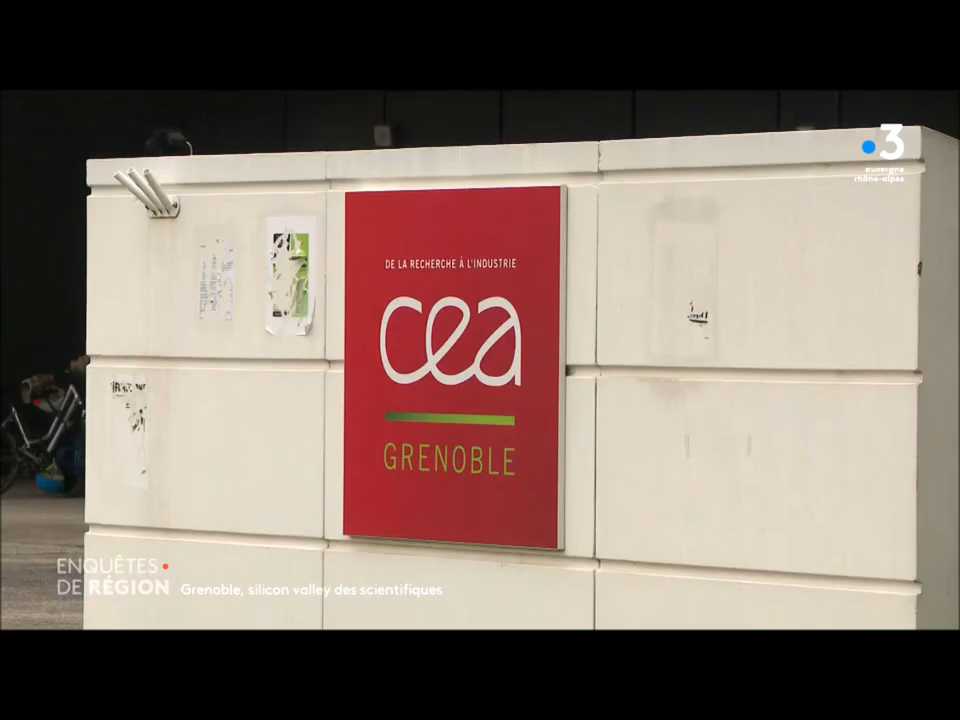 3
auvergne
rhône-alpes
DE LA RECHERCHE À L'INDUSTRIE
cea
GRENOBLE
ENQUÊTES
DE RÉGION
Grenoble, silicon valley des scientifiques